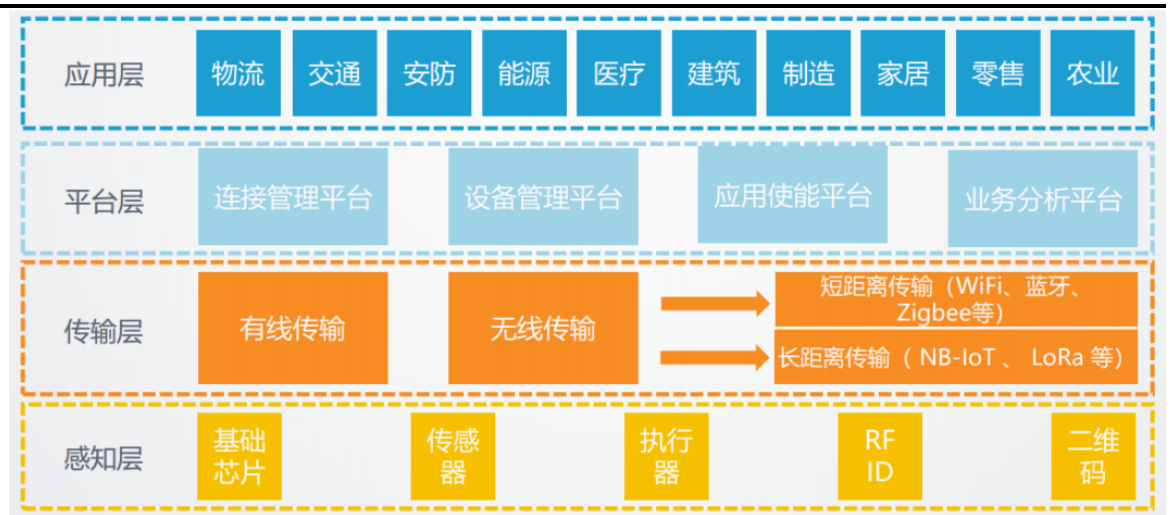 应用层
物流
交通
安防
能源
医疗
建筑
制造
家居
零售
农业
平台层
连接管理平台
设备管理平台
应用使能平台
业务分析平台
传输层
有线传输
无线传输
短距离传输（WiFi、蓝牙、
Zigbee等）
长距离传输（ NB-IoT 、 LoRa 等）
感知层
基础
芯片
传感
器
执行
器
RF
ID
二维
码